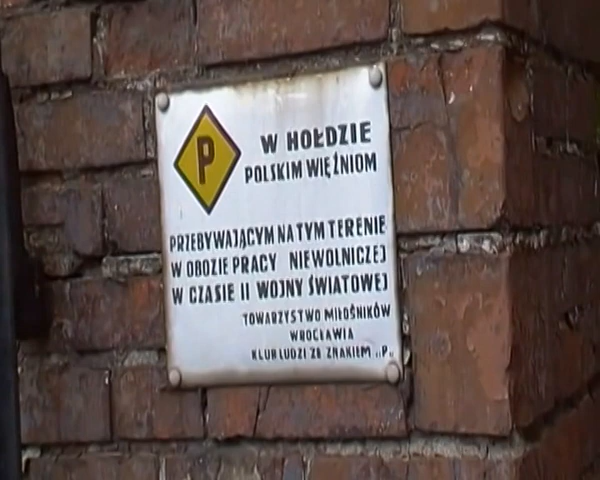 P
W HOŁDZIE
POLSKIM WIĘŹNIOM
PRZEBYWAJĄCYM NA TYM TERENIE
W OBOZIE PRACY NIEWOLNICZEJ
W CZASIE II WOJNY ŚWIATOWEJ
TOWARZYSTWO MIŁOŚNIKÓW
WROCŁAWIA
KLUB LUDZI ZE ZNAKIEM „P"